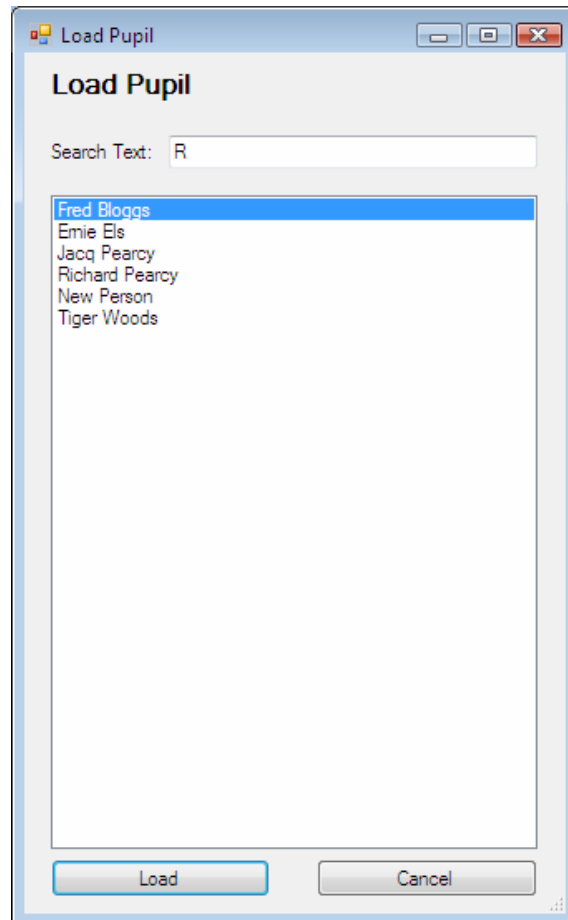 Load Pupil
Load Pupil
Search Text: R
Fred Bloggs
Ernie Els
Jacq Pearcy
Richard Pearcy
New Person
Tiger Woods
Load Cancel